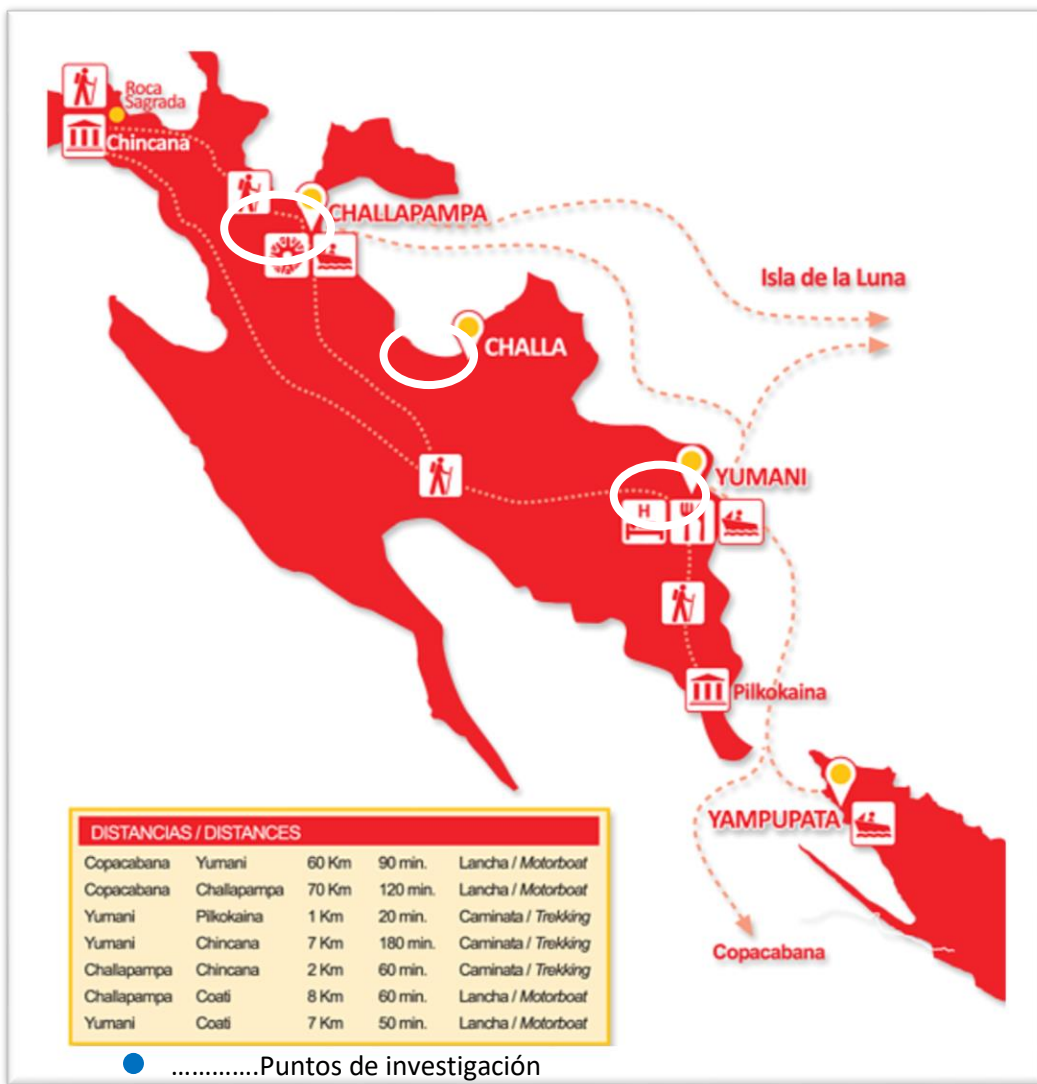 Roca
Sagrada
Chincana
CHALLAPAMPA
Isla de la Luna
CHALLA
YUMANI
H
Pilkokaina
YAMPUPATA
Copacabana
DISTANCIAS / DISTANCES
Copacabana Yumani 60 Km 90 min. Lancha / Motorboat
Copacabana Challapampa 70 Km 120 min. Lancha / Motorboat
Yumani Pilkokaina 1 Km 20 min. Caminata / Trekking
Yumani Chincana 7 Km 180 min. Caminata / Trekking
Challapampa Chincana 2 Km 60 min. Caminata / Trekking
Challapampa Coati 8 Km 60 min. Lancha / Motorboat
Yumani Coati 7 Km 50 min. Lancha / Motorboat
............Puntos de investigación